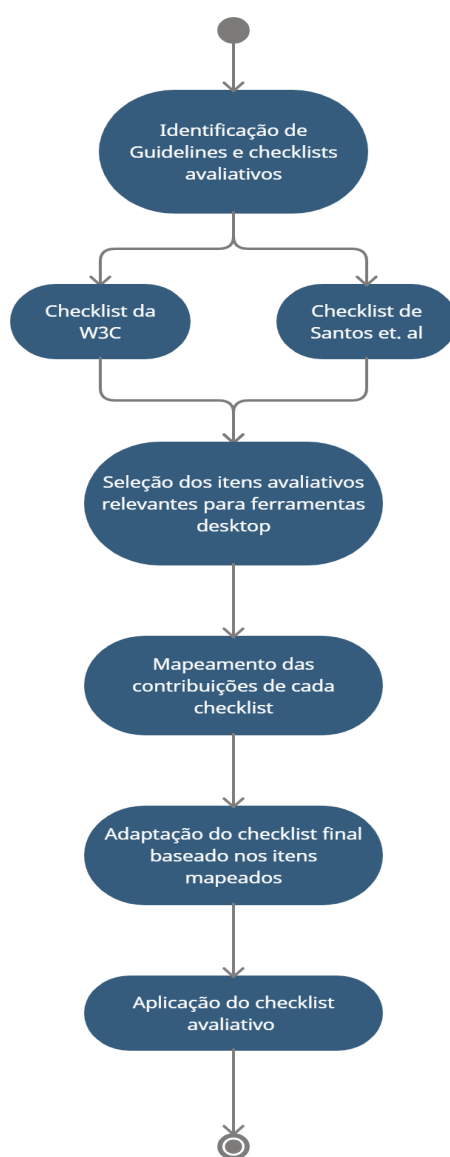 Identificação de
Guidelines e checklists
avaliativos
Checklist da
W3C
Checklist de
Santos et. al
Seleção dos itens avaliativos
relevantes para ferramentas
desktop
Mapeamento das
contribuições de cada
checklist
Adaptação do checklist final
baseado nos itens
mapeados
Aplicação do checklist
avaliativo